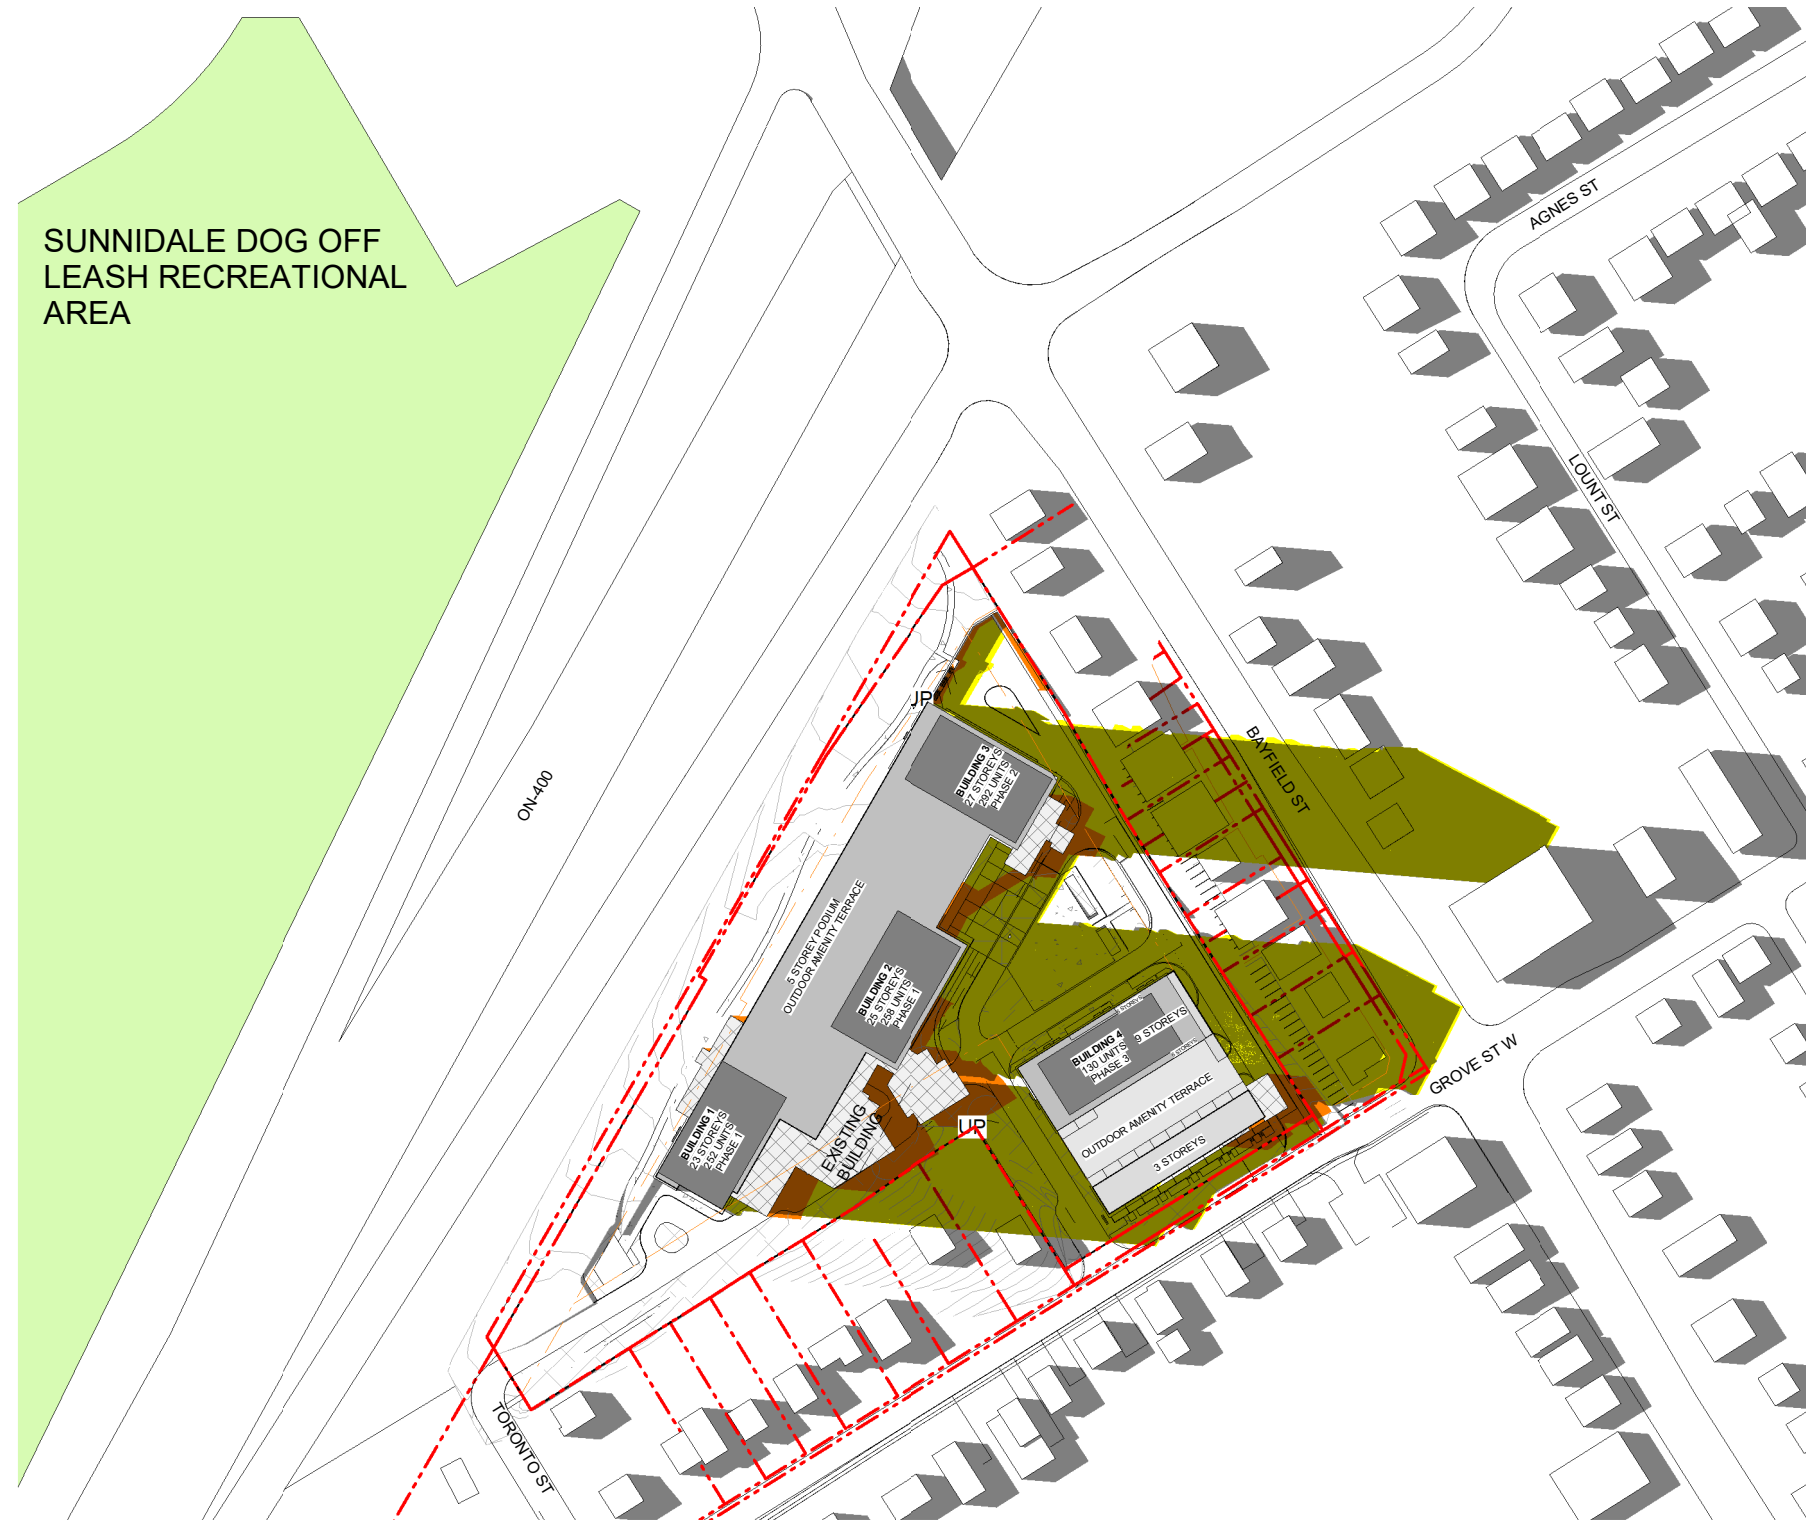 SUNNIDALE DOG OFF
LEASH RECREATIONAL
AREA
AGNES ST
LOUNT ST
ON-400
UP
BAYFIELD ST
BUILDING 3
27 STOREYS
292 UNITS
PHASE 2
5 STOREY PODIUM
OUTDOOR AMENITY TERRACE
BUILDING 2
25 STOREYS
258 UNITS
PHASE 1
BUILDING 4
130 UNITS
PHASE 3
9 STOREYS
OUTDOOR AMENITY TERRACE
3 STOREYS
GROVE ST W
BUILDING 1
23 STOREYS
252 UNITS
PHASE 1
EXISTING
BUILDING
UP
TORONTO ST